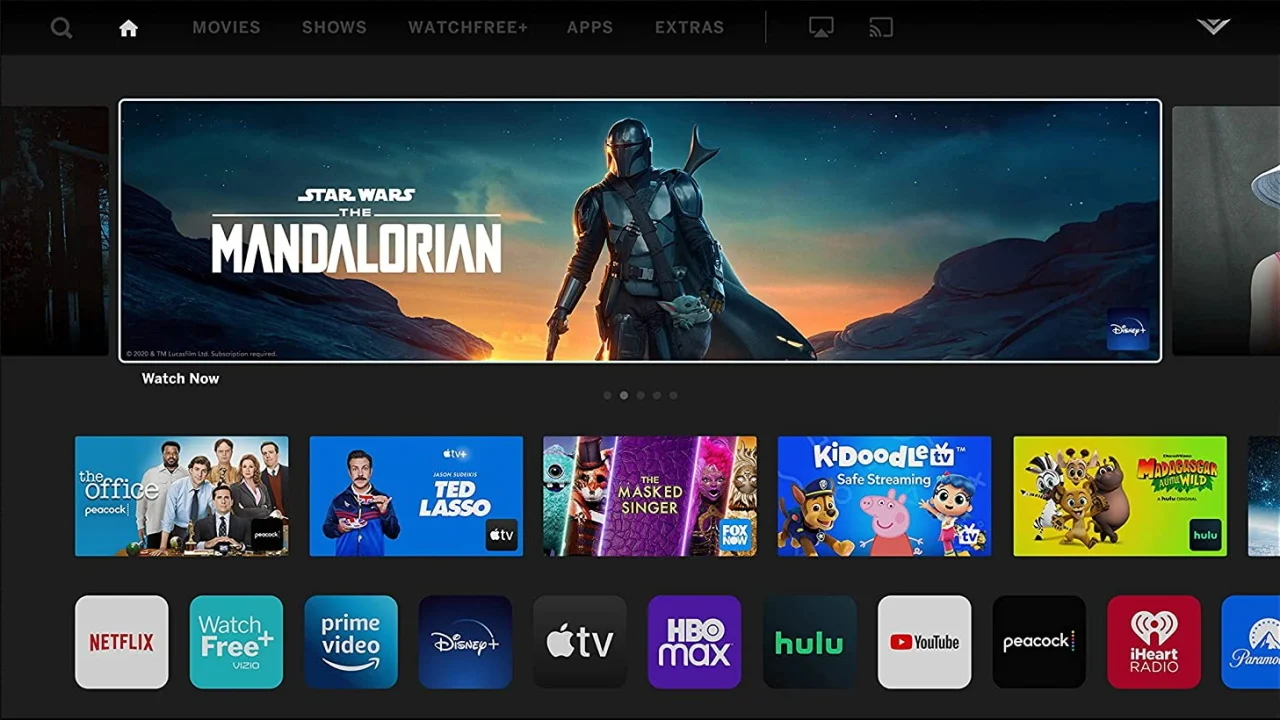 MOVIES SHOWS WATCHFREE+ APPS EXTRAS
STAR WARS
THE
MANDALORIAN
© 2020 & TM Lucasfilm Ltd. Subscription required.
Disney+
Watch Now
the
office
peacock
peacock
tv+
JASON SUDEIKIS
TED
LASSO
tv
THE
MASKED
SINGER
FOX
NOW
KiDOODLE tv™
Safe Streaming
tv
DREAMWORKS
MADAGASCAR
A LITTLE WILD
A hulu ORIGINAL
hulu
NETFLIX
Watch
Free+
VIZIO
prime
video
Disney+
tv
HBO
max
hulu
YouTube
peacock
iHeart
RADIO
Paramo